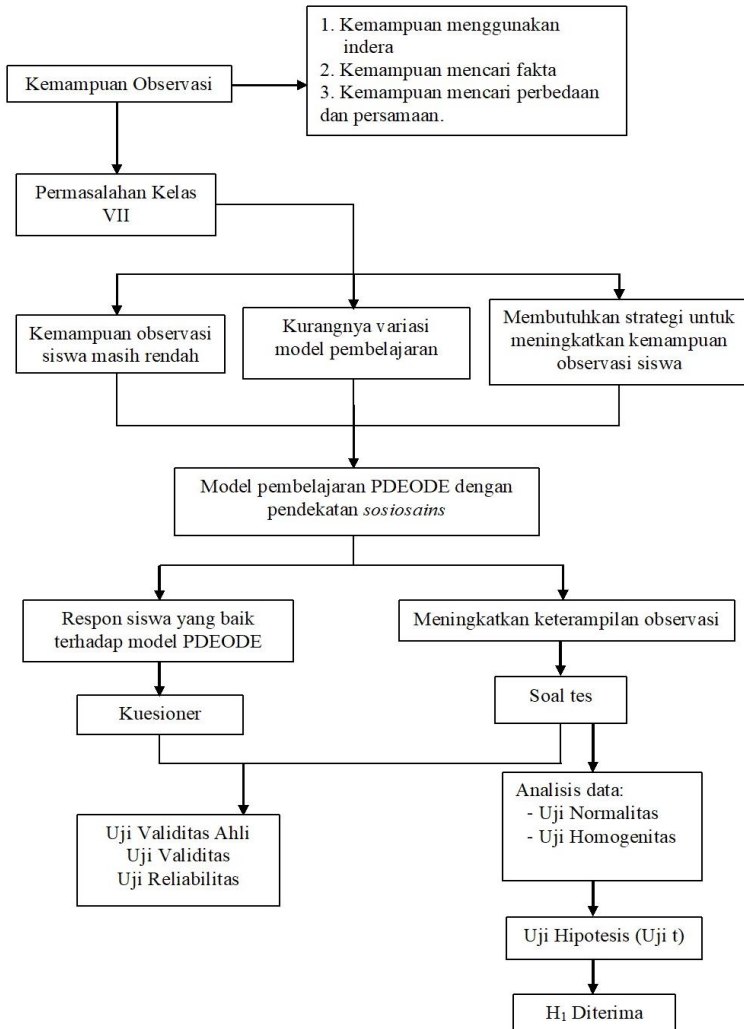 1. Kemampuan menggunakan
indera
2. Kemampuan mencari fakta
3. Kemampuan mencari perbedaan
dan persamaan.
Kemampuan Observasi
Permasalahan Kelas
VII
Kemampuan observasi
siswa masih rendah
Kurangnya variasi
model pembelajaran
Membutuhkan strategi untuk
meningkatkan kemampuan
observasi siswa
Model pembelajaran PDEODE dengan
pendekatan sosiosains
Respon siswa yang baik
terhadap model PDEODE
Meningkatkan keterampilan observasi
Kuesioner
Soal tes
Uji Validitas Ahli
Uji Validitas
Uji Reliabilitas
Analisis data:
- Uji Normalitas
- Uji Homogenitas
Uji Hipotesis (Uji t)
H₁ Diterima